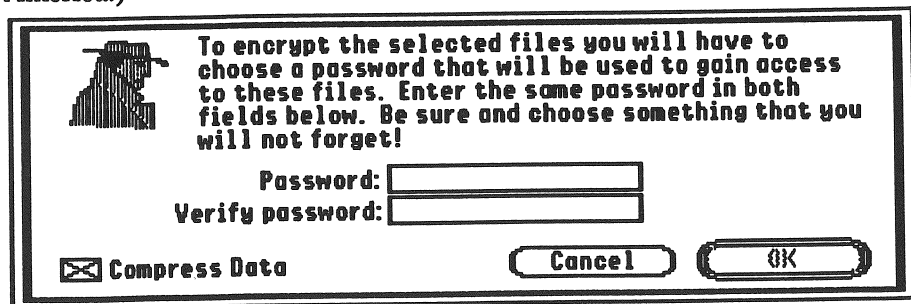 To encrypt the selected files you will have to
choose a password that will be used to gain access
to these files. Enter the same password in both
fields below. Be sure and choose something that you
will not forget!
Password:
Verify password:
Compress Data
Cancel
OK